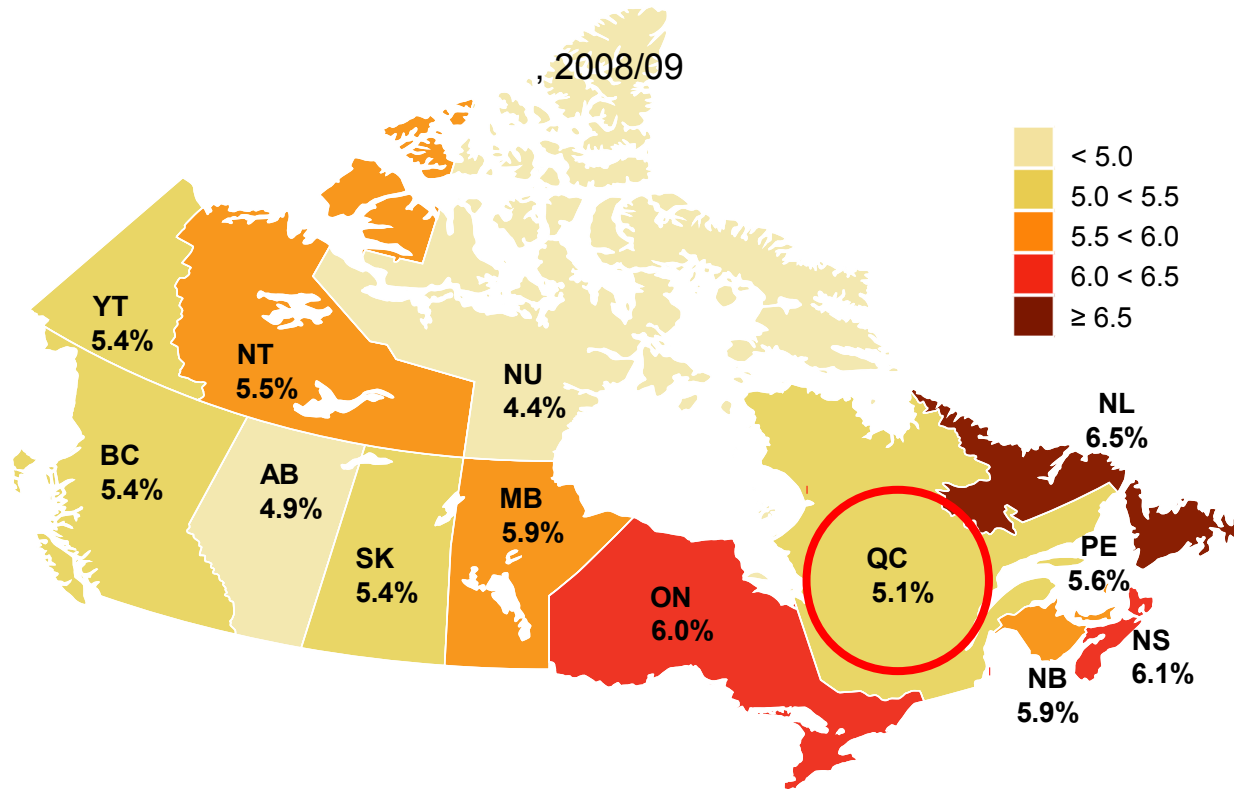 , 2008/09
< 5.0
5.0 < 5.5
5.5 < 6.0
6.0 < 6.5
≥ 6.5
YT
5.4%
NT
5.5%
NU
4.4%
NL
6.5%
BC
5.4%
AB
4.9%
SK
5.4%
MB
5.9%
ON
6.0%
QC
5.1%
PE
5.6%
NS
6.1%
NB
5.9%